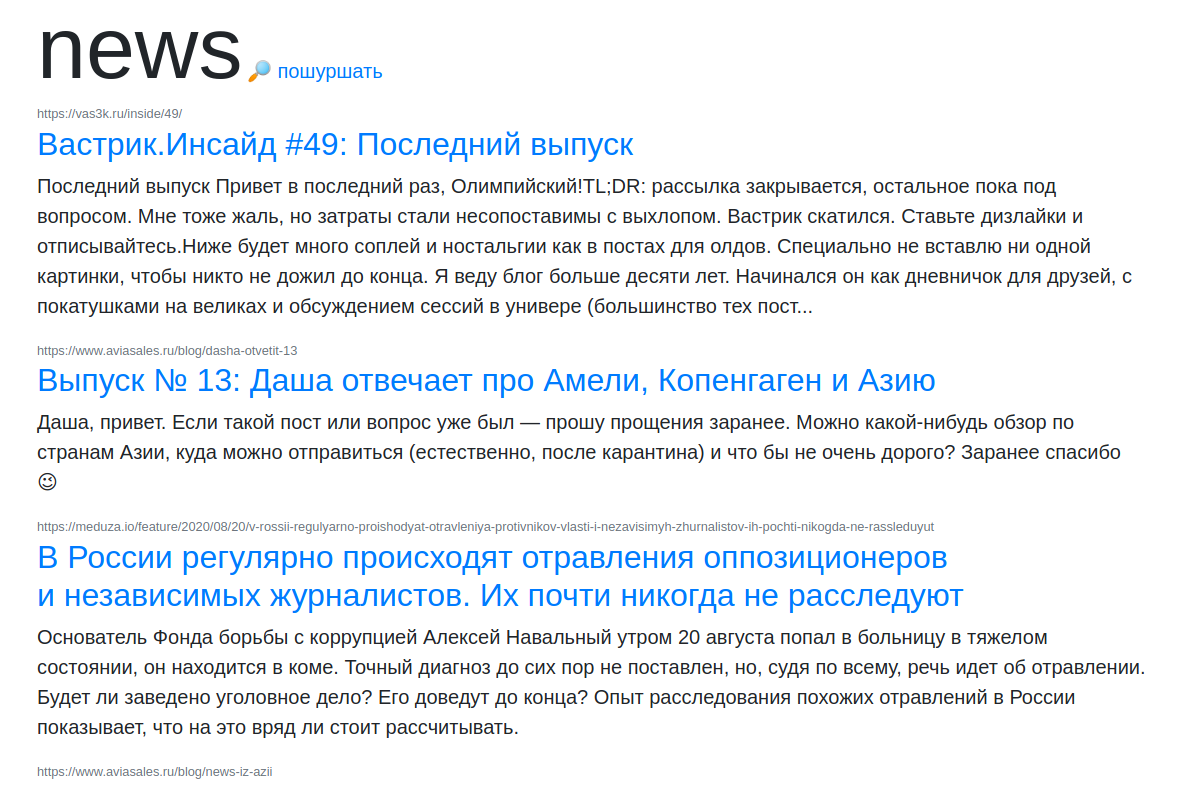 news 🔎 пошуршать
https://vas3k.ru/inside/49/
Вастрик.Инсайд #49: Последний выпуск
Последний выпуск Привет в последний раз, Олимпийский!TL;DR: рассылка закрывается, остальное пока под
вопросом. Мне тоже жаль, но затраты стали несопоставимы с выхлопом. Вастрик скатился. Ставьте дизлайки и
отписывайтесь.Ниже будет много соплей и ностальгии как в постах для олдов. Специально не вставлю ни одной
картинки, чтобы никто не дожил до конца. Я веду блог больше десяти лет. Начинался он как дневничок для друзей, с
покатушками на великах и обсуждением сессий в универе (большинство тех пост...
https://www.aviasales.ru/blog/dasha-otvetit-13
Выпуск № 13: Даша отвечает про Амели, Копенгаген и Азию
Даша, привет. Если такой пост или вопрос уже был — прошу прощения заранее. Можно какой-нибудь обзор по
странам Азии, куда можно отправиться (естественно, после карантина) и что бы не очень дорого? Заранее спасибо
😉
https://meduza.io/feature/2020/08/20/v-rossii-regulyarno-proishodyat-otravleniya-protivnikov-vlasti-i-nezavisimyh-zhurnalistov-ih-pochti-nikogda-ne-rassleduyut
В России регулярно происходят отравления оппозиционеров
и независимых журналистов. Их почти никогда не расследуют
Основатель Фонда борьбы с коррупцией Алексей Навальный утром 20 августа попал в больницу в тяжелом
состоянии, он находится в коме. Точный диагноз до сих пор не поставлен, но, судя по всему, речь идет об отравлении.
Будет ли заведено уголовное дело? Его доведут до конца? Опыт расследования похожих отравлений в России
показывает, что на это вряд ли стоит рассчитывать.
https://www.aviasales.ru/blog/news-iz-azii